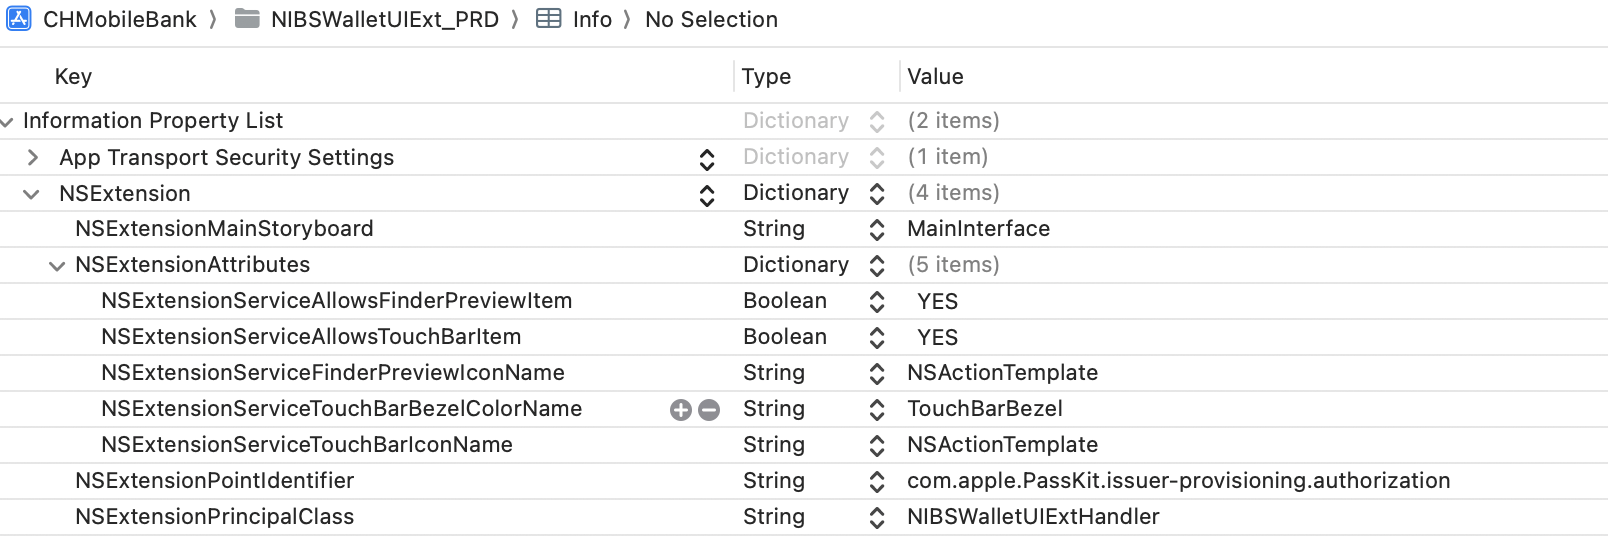 CHMobileBank > NIBSWalletUIExt_PRD > Info > No Selection
Key Type Value
Information Property List Dictionary (2 items)
App Transport Security Settings Dictionary (1 item)
NSExtension Dictionary (4 items)
NSExtensionMainStoryboard String MainInterface
NSExtensionAttributes Dictionary (5 items)
NSExtensionServiceAllowsFinderPreviewItem Boolean YES
NSExtensionServiceAllowsTouchBarItem Boolean YES
NSExtensionServiceFinderPreviewIconName String NSActionTemplate
NSExtensionServiceTouchBarBezelColorName String TouchBarBezel
NSExtensionServiceTouchBarIconName String NSActionTemplate
NSExtensionPointIdentifier String com.apple.PassKit.issuer-provisioning.authorization
NSExtensionPrincipalClass String NIBSWalletUIExtHandler